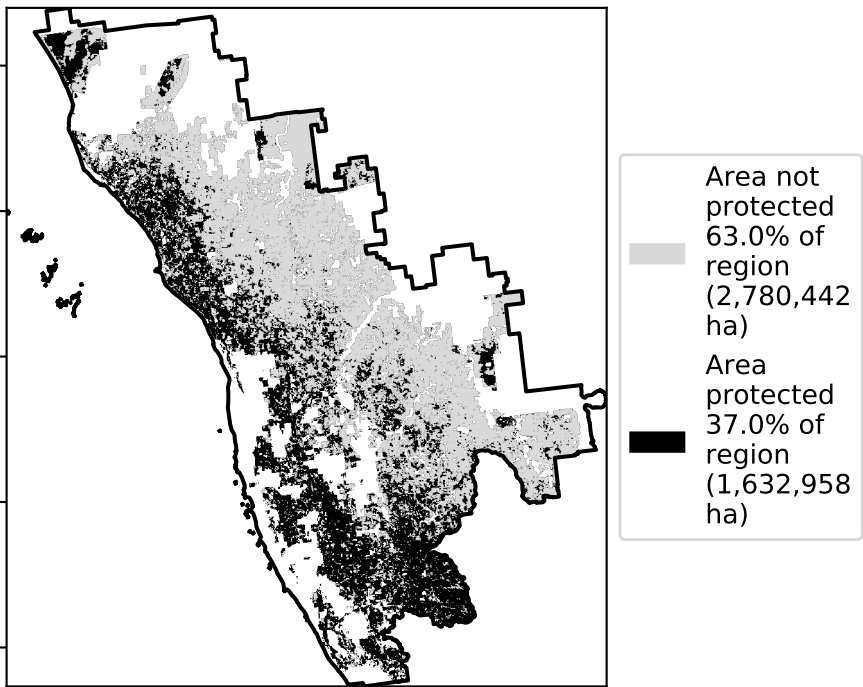 Area not
protected
63.0% of
region
(2,780,442
ha)
Area
protected
37.0% of
region
(1,632,958
ha)